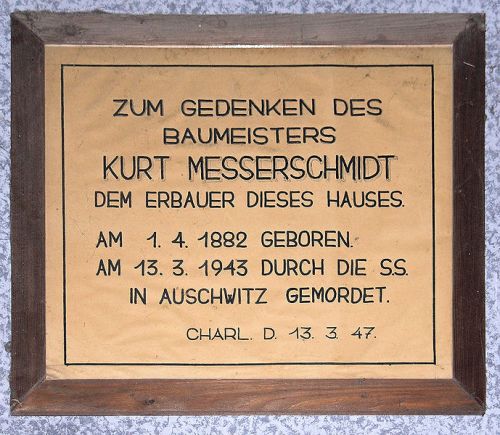 ZUM GEDENKEN DES
BAUMEISTERS
KURT MESSERSCHMIDT
DEM ERBAUER DIESES HAUSES.
AM 1. 4. 1882 GEBOREN.
AM 13. 3. 1943 DURCH DIE S.S.
IN AUSCHWITZ GEMORDET.
CHARL. D. 13. 3. 47.